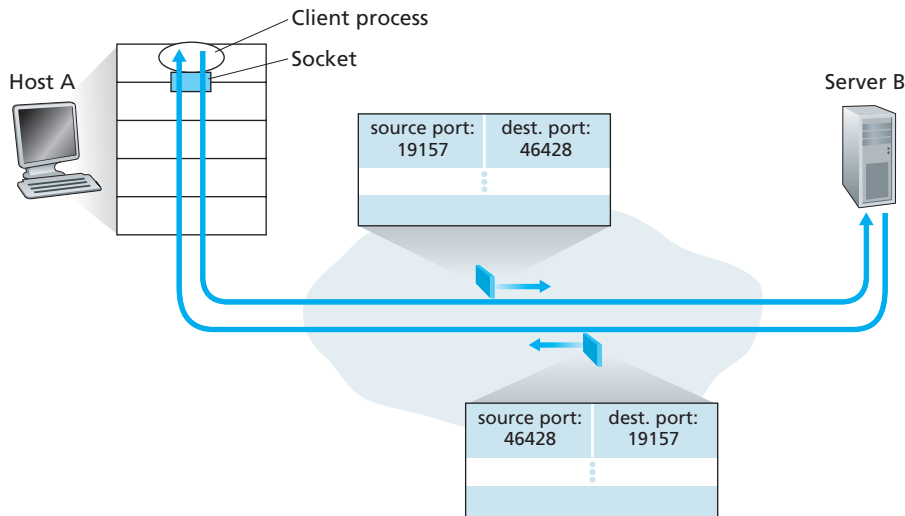 Client process
Socket
Host A
Server B
source port: dest. port:
19157 46428
source port: dest. port:
46428 19157